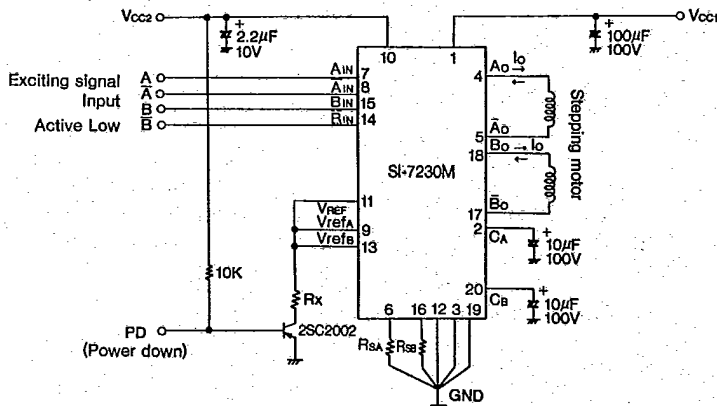 VCC2
+
2.2μF
10V
10
1
+
100μF
100V
VCC1
Exciting signal
Input
Active Low
A
A̅
B
B̅
AIN
7
A̅IN
8
BIN
15
B̅IN
14
SI-7230M
4
AO
IO
5
A̅O
18
BO
IO
17
B̅O
Stepping motor
2
CA
+
10μF
100V
20
CB
+
10μF
100V
VREF
11
VrefA
9
VrefB
13
10K
RX
2SC2002
PD
(Power down)
6
16
12
3
19
RSA
RSB
GND